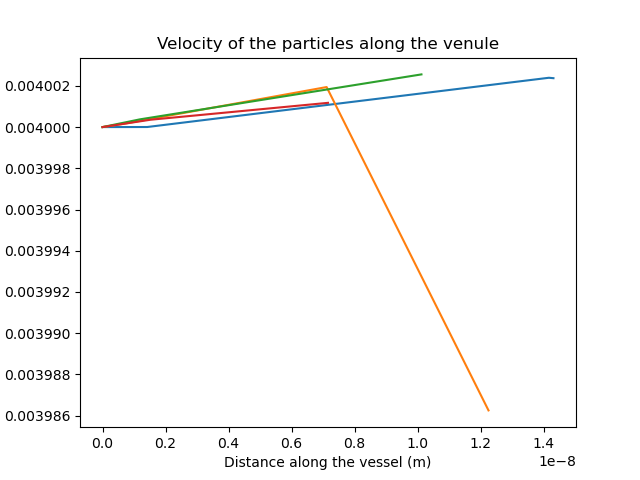 Velocity of the particles along the venule
0.004002
0.004000
0.003998
0.003996
0.003994
0.003992
0.003990
0.003988
0.003986
0.0 0.2 0.4 0.6 0.8 1.0 1.2 1.4
1e−8
Distance along the vessel (m)